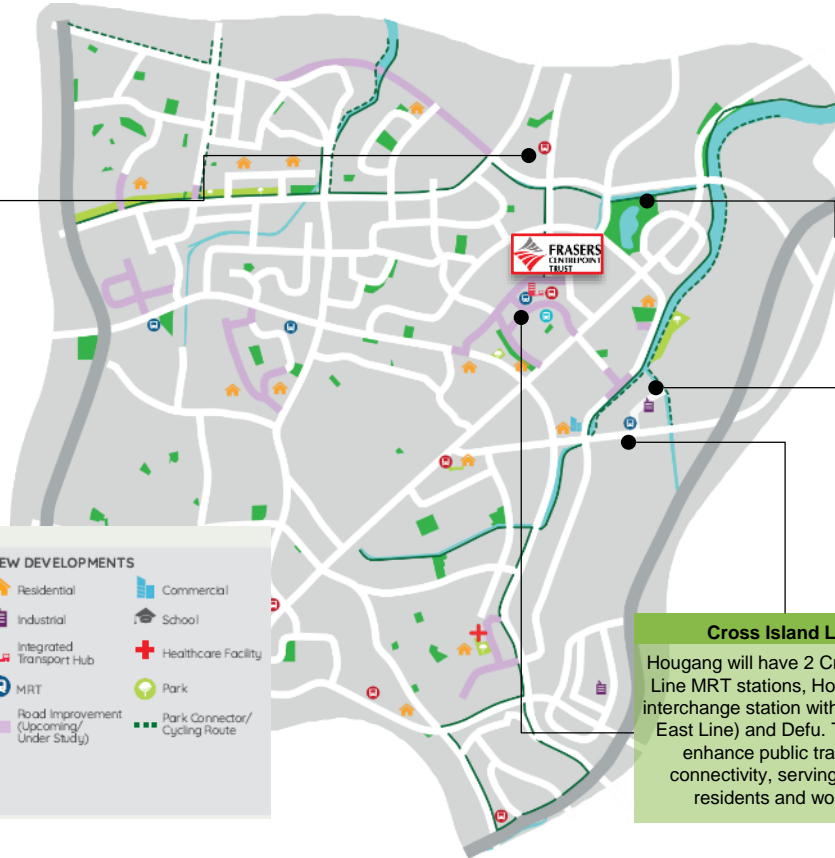 FRASERS
CENTREPOINT
TRUST
EW DEVELOPMENTS
Residential
Commercial
Industrial
School
Integrated
Transport Hub
Healthcare Facility
MRT
Park
Road Improvement
(Upcoming/
Under Study)
Park Connector/
Cycling Route
Cross Island L
Hougang will have 2 Cr
Line MRT stations, Ho
interchange station with
East Line) and Defu. T
enhance public tra
connectivity, serving
residents and wo